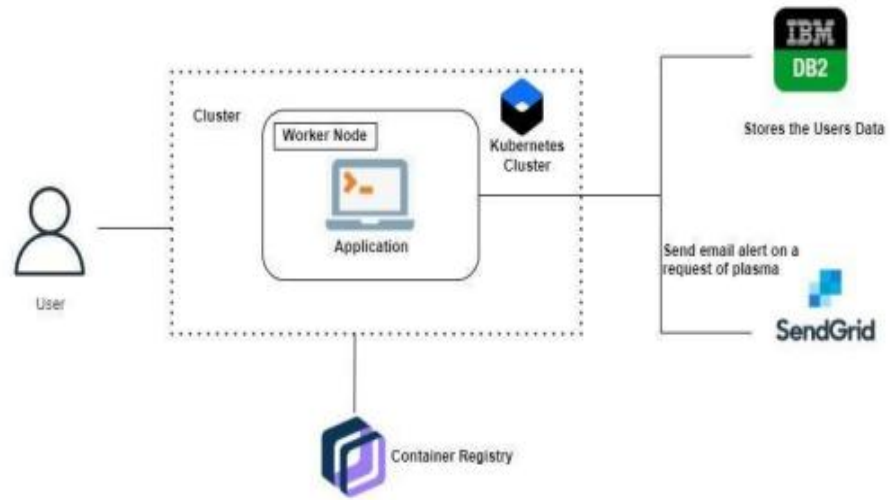 IBM
DB2
Stores the Users Data
Cluster
Worker Node
Kubernetes
Cluster
Application
User
Send email alert on a
request of plasma
SendGrid
Container Registry